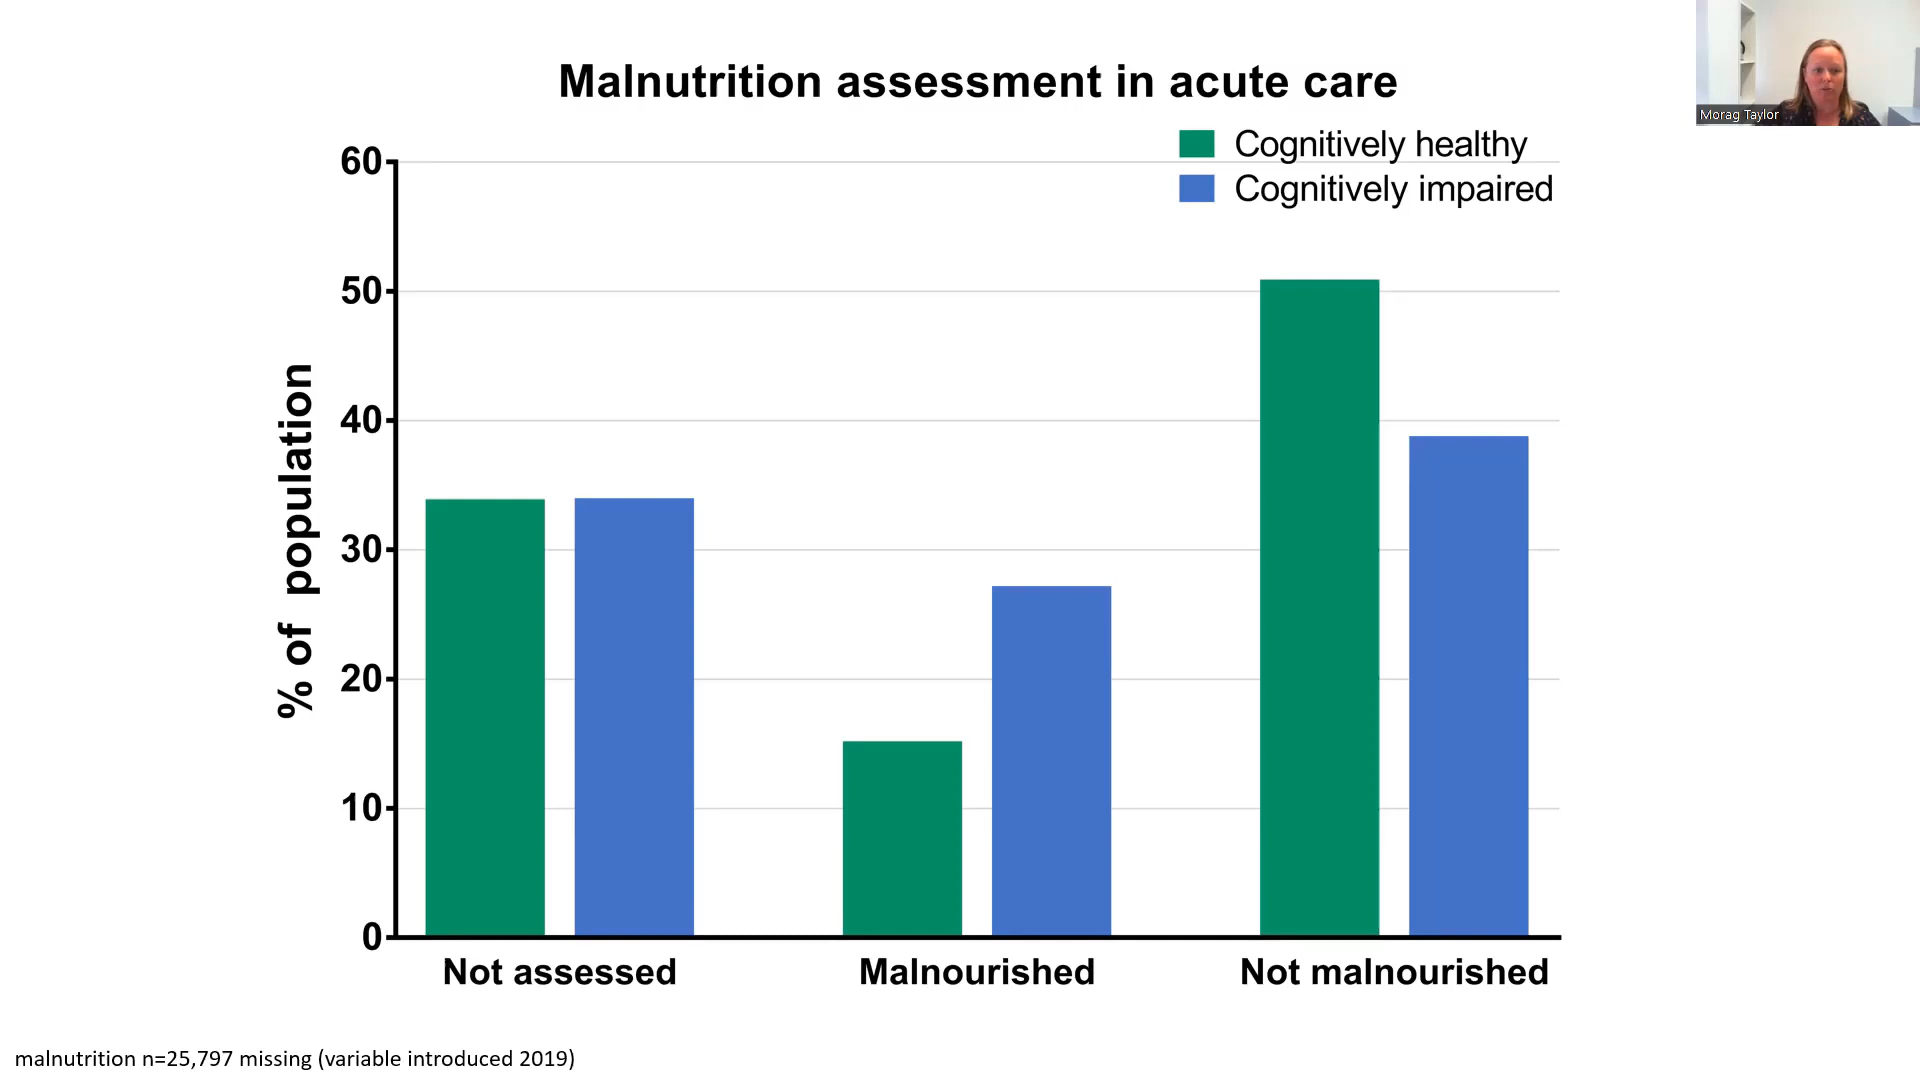 Malnutrition assessment in acute care
Morag Taylor
Cognitively healthy
Cognitively impaired
60
50
40
30
20
10
0
% of population
Not assessed
Malnourished
Not malnourished
malnutrition n=25,797 missing (variable introduced 2019)